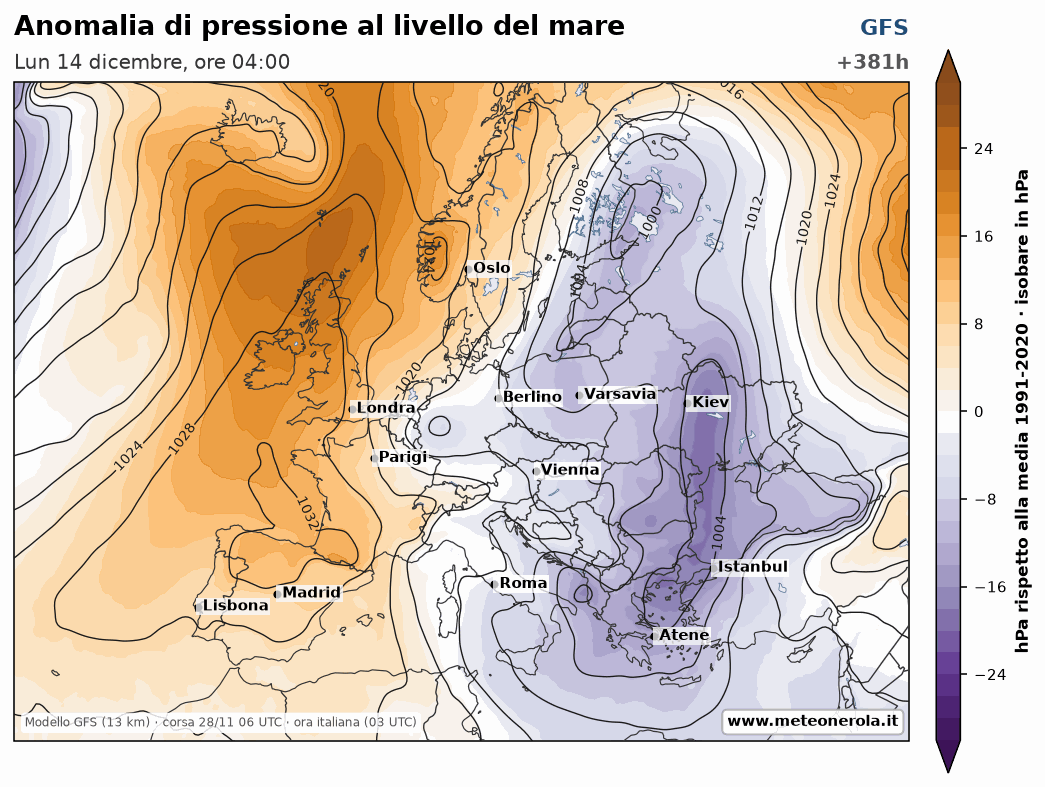 Anomalia di pressione al livello del mare
GFS
Lun 14 dicembre, ore 04:00
+381h
1016
1024
1008
1000
1012
1020
Oslo
1004
1020
Berlino
Varsavia
Kiev
Londra
1024
1028
Parigi
Vienna
1032
1004
Istanbul
Roma
Madrid
Lisbona
Atene
Modello GFS (13 km) · corsa 28/11 06 UTC · ora italiana (03 UTC)
www.meteonerola.it
24
16
8
0
−8
−16
−24
hPa rispetto alla media 1991-2020 · isobare in hPa